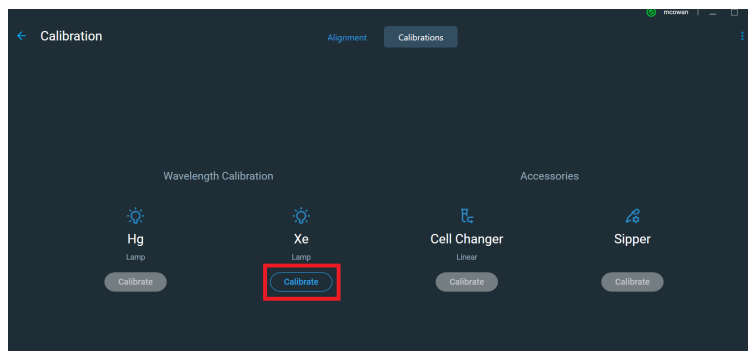 mcowan
Calibration
Alignment
Calibrations
Wavelength Calibration
Accessories
Hg
Xe
Cell Changer
Sipper
Lamp
Lamp
Linear
Calibrate
Calibrate
Calibrate
Calibrate